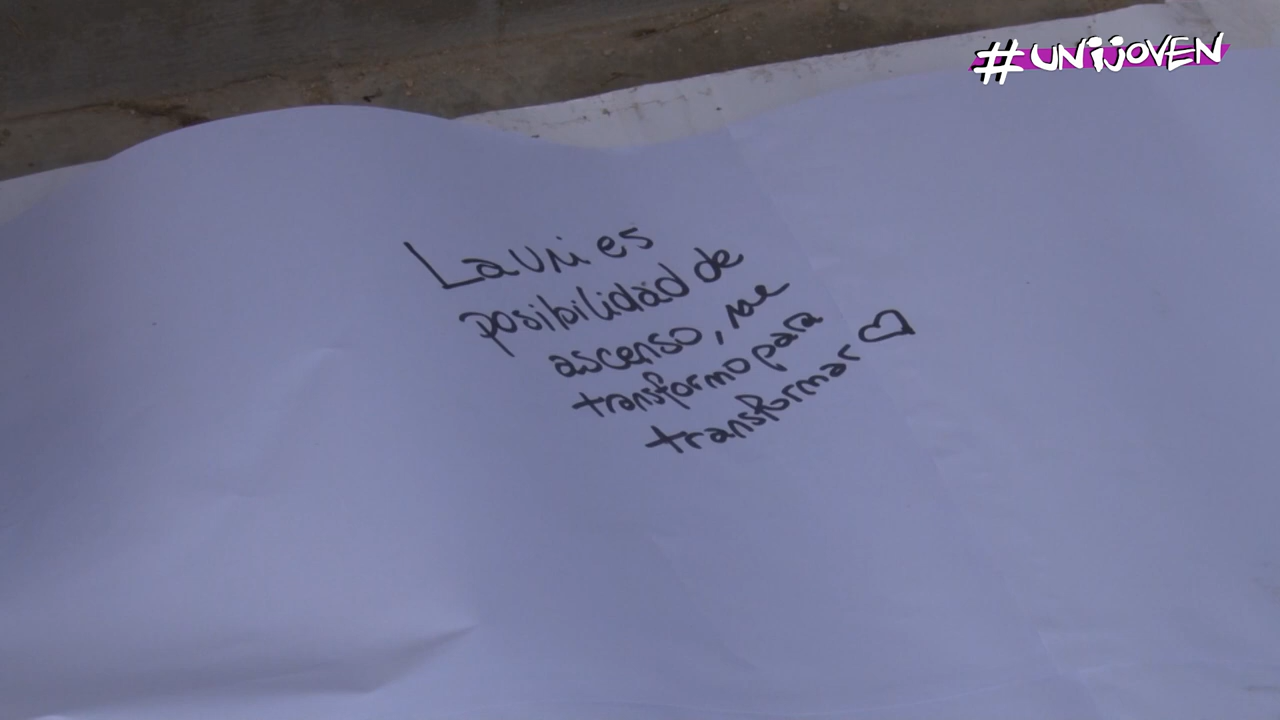 #UNIJOVEN
La uni es
posibilidad de
ascenso, me
transformo para
transformar